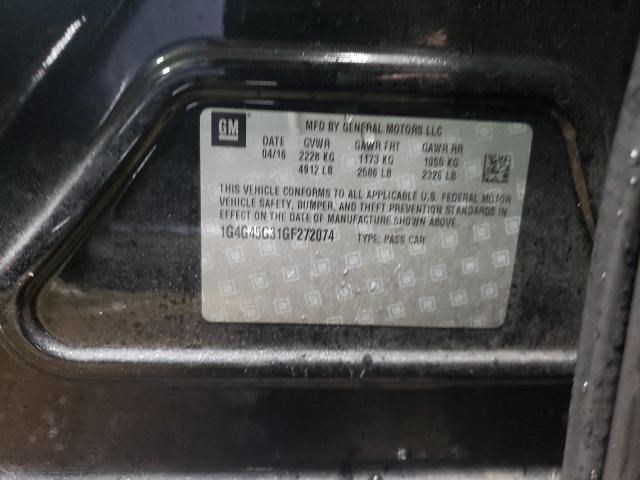 GM
MFD BY GENERAL MOTORS LLC
DATE GVWR GAWR FRT GAWR RR
04/16 2228 KG 1173 KG 1055 KG
4912 LB 2586 LB 2326 LB
THIS VEHICLE CONFORMS TO ALL APPLICABLE U.S. FEDERAL MOTOR
VEHICLE SAFETY, BUMPER, AND THEFT PREVENTION STANDARDS IN
EFFECT ON THE DATE OF MANUFACTURE SHOWN ABOVE.
1G4G45G31GF272074 TYPE: PASS CAR